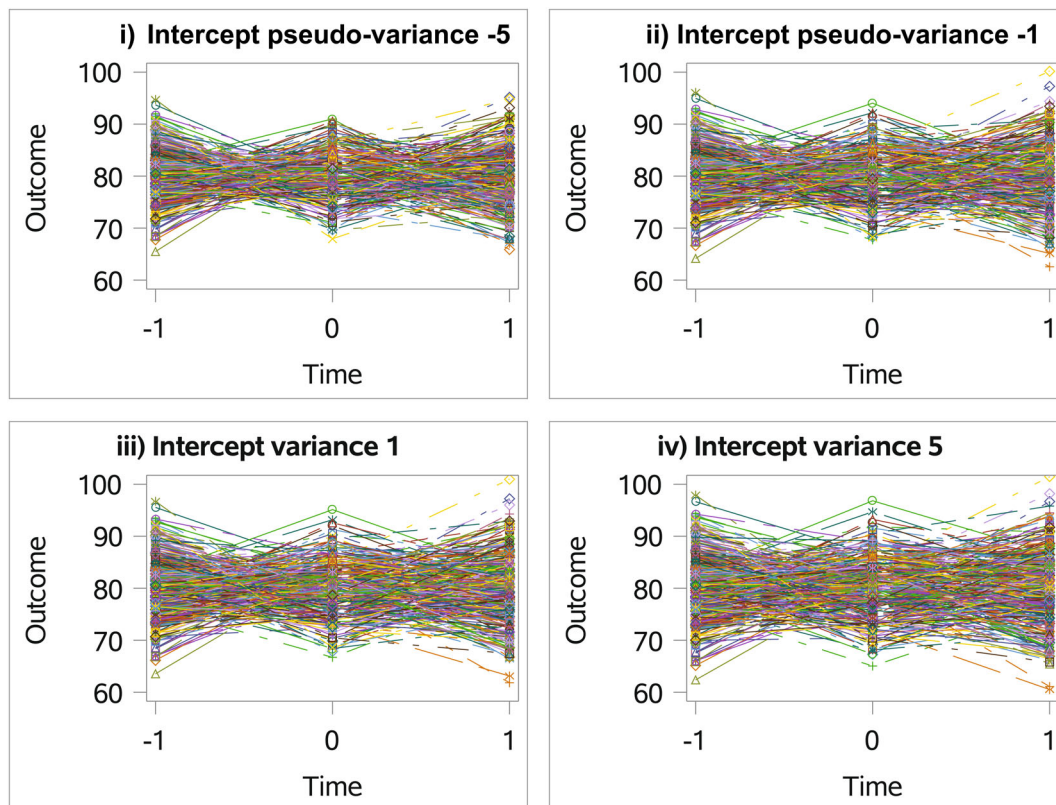 i) Intercept pseudo-variance -5
100
90
80
70
60
Outcome
-1 0 1
Time
ii) Intercept pseudo-variance -1
100
90
80
70
60
Outcome
-1 0 1
Time
iii) Intercept variance 1
100
90
80
70
60
Outcome
-1 0 1
Time
iv) Intercept variance 5
100
90
80
70
60
Outcome
-1 0 1
Time